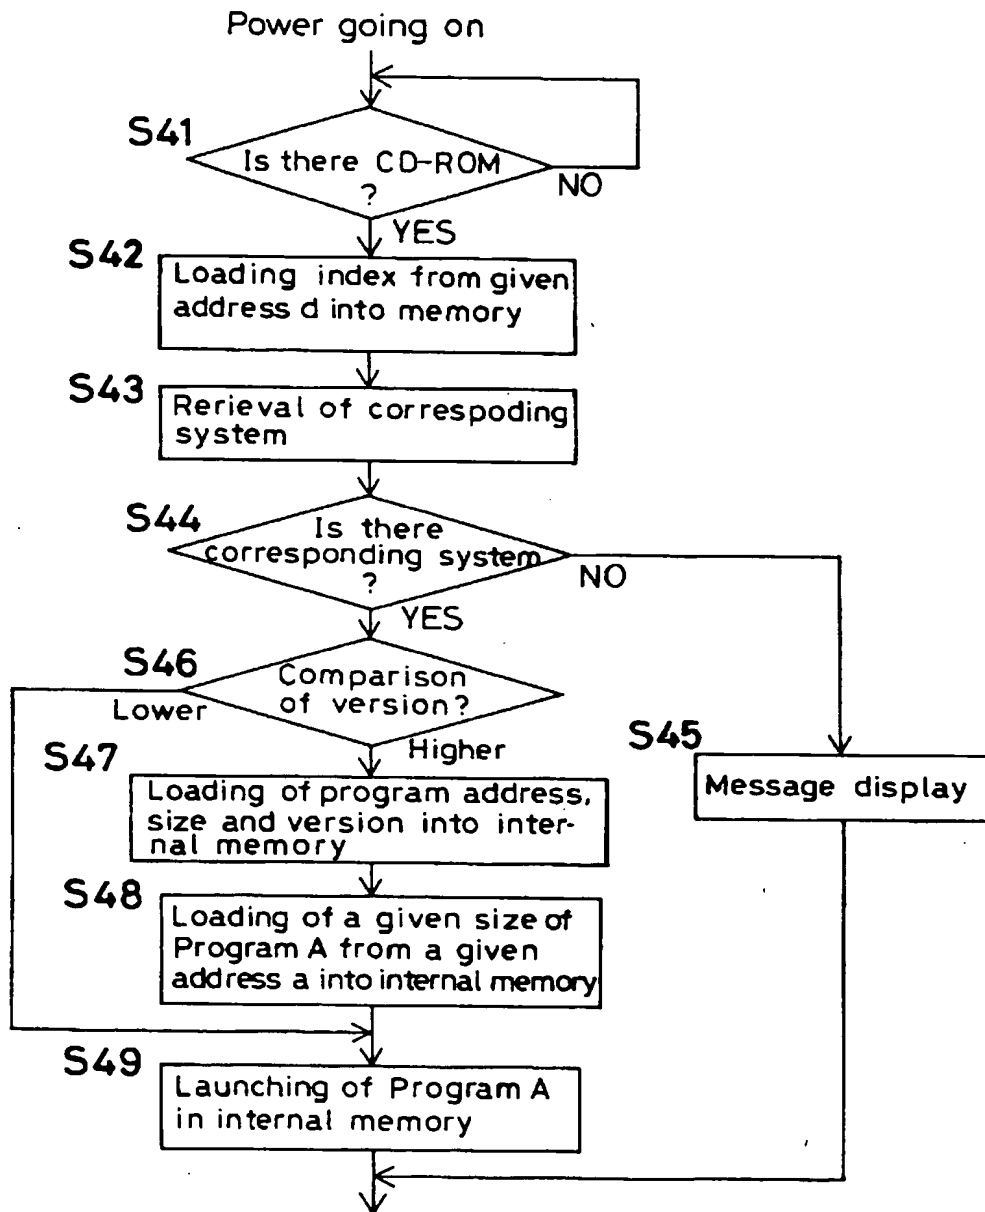 Power going on
S41
Is there CD-ROM
?
NO
YES
S42
Loading index from given
address d into memory
S43
Rerieval of correspoding
system
S44
Is there
corresponding system
?
NO
YES
S46
Comparison
of version?
Lower
Higher
S45
Message display
S47
Loading of program address,
size and version into inter-
nal memory
S48
Loading of a given size of
Program A from a given
address a into internal memory
S49
Launching of Program A
in internal memory